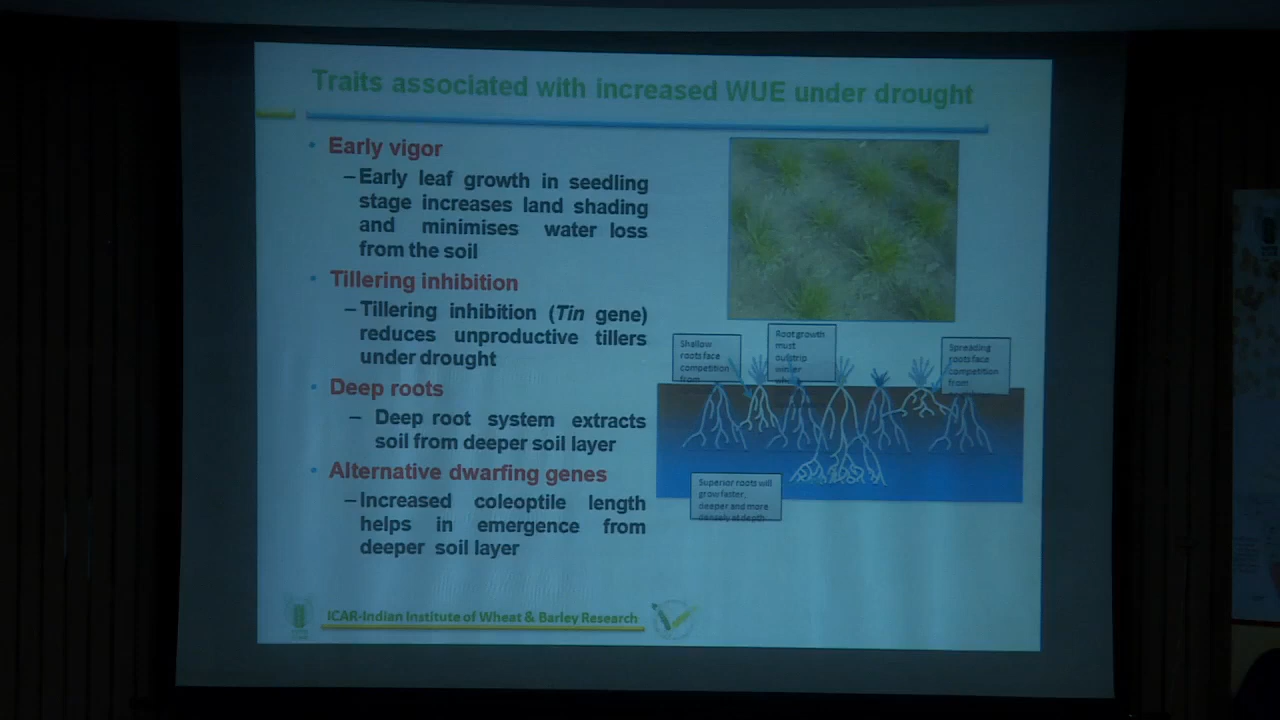 Traits associated with increased WUE under drought
• Early vigor
–Early leaf growth in seedling
stage increases land shading
and minimises water loss
from the soil
• Tillering inhibition
–Tillering inhibition (Tin gene)
reduces unproductive tillers
under drought
• Deep roots
– Deep root system extracts
soil from deeper soil layer
• Alternative dwarfing genes
–Increased coleoptile length
helps in emergence from
deeper soil layer
Shallow
roots face
competition
from
Root growth
must
outstrip
water
Spreading
roots face
competition
from
Superior roots will
grow faster,
deeper and more
densely at depth
ICAR-Indian Institute of Wheat & Barley Research